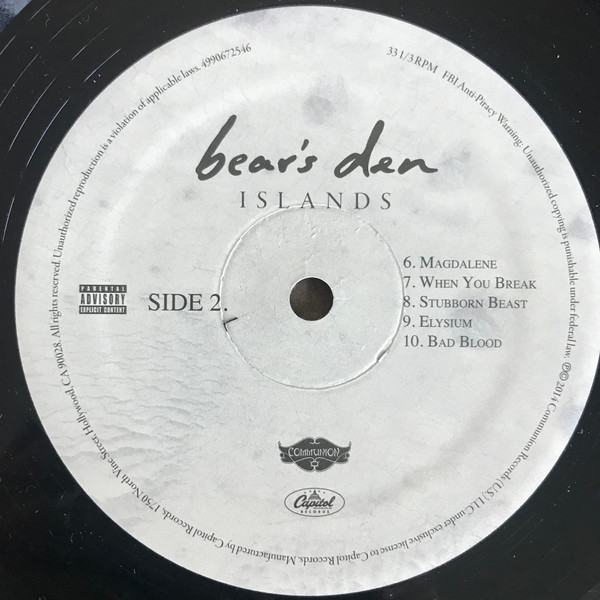 33 1/3 RPM FBI Anti-Piracy Warning: Unauthorized copying is punishable under federal law. ℗© 2014 Communion Records (U.S.), LLC under exclusive license to Capitol Records. Manufactured by Capitol Records, 1750 North Vine Street, Hollywood, CA 90028. All rights reserved. Unauthorized reproduction is a violation of applicable laws. 4990672546
bear's den
ISLANDS
6. MAGDALENE
7. WHEN YOU BREAK
8. STUBBORN BEAST
9. ELYSIUM
10. BAD BLOOD
PARENTAL
ADVISORY
EXPLICIT CONTENT
SIDE 2.
COMMUNION
Capitol
RECORDS